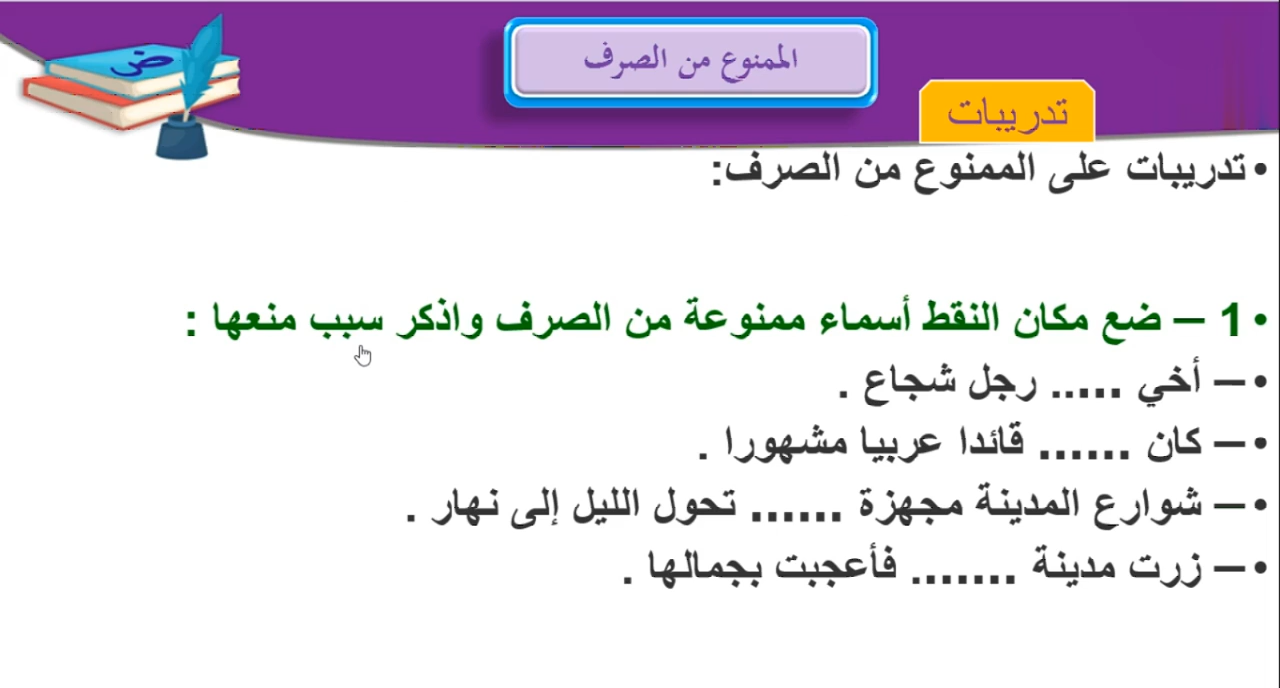 ض
الممنوع من الصرف
تدريبات
• تدريبات على الممنوع من الصرف:
• 1 – ضع مكان النقط أسماء ممنوعة من الصرف واذكر سبب منعها :
• – أخي ..... رجل شجاع .
• – كان ...... قائدا عربيا مشهورا .
• – شوارع المدينة مجهزة ...... تحول الليل إلى نهار .
• – زرت مدينة ....... فأعجبت بجمالها .